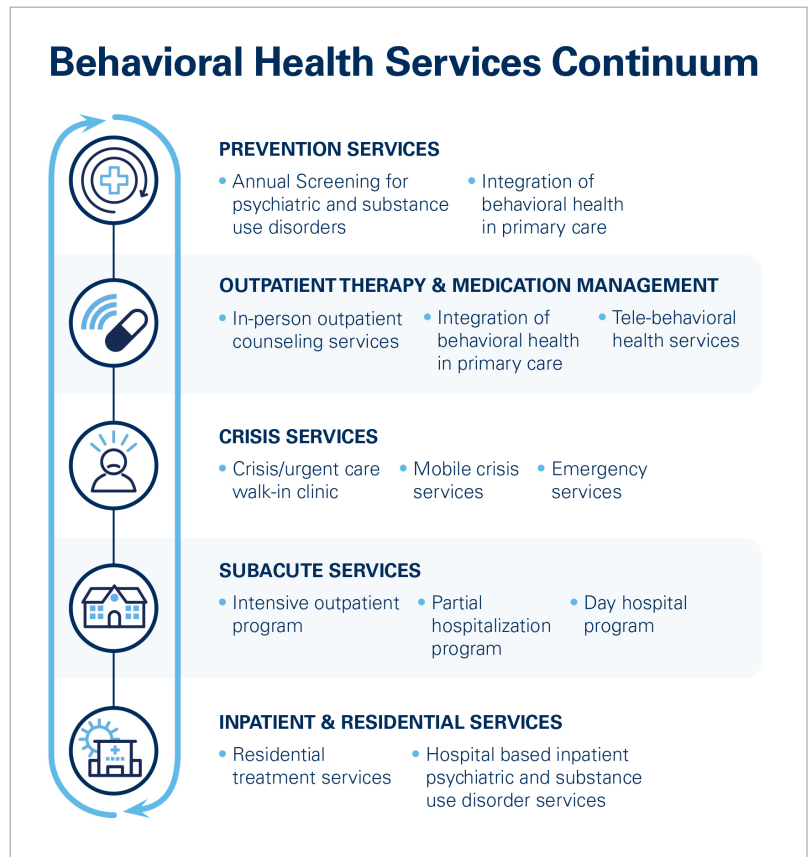 Behavioral Health Services Continuum
PREVENTION SERVICES
• Annual Screening for
psychiatric and substance
use disorders
• Integration of
behavioral health
in primary care
OUTPATIENT THERAPY & MEDICATION MANAGEMENT
• In-person outpatient
counseling services
• Integration of
behavioral health
in primary care
• Tele-behavioral
health services
CRISIS SERVICES
• Crisis/urgent care
walk-in clinic
• Mobile crisis
services
• Emergency
services
SUBACUTE SERVICES
• Intensive outpatient
program
• Partial
hospitalization
program
• Day hospital
program
INPATIENT & RESIDENTIAL SERVICES
• Residential
treatment services
• Hospital based inpatient
psychiatric and substance
use disorder services